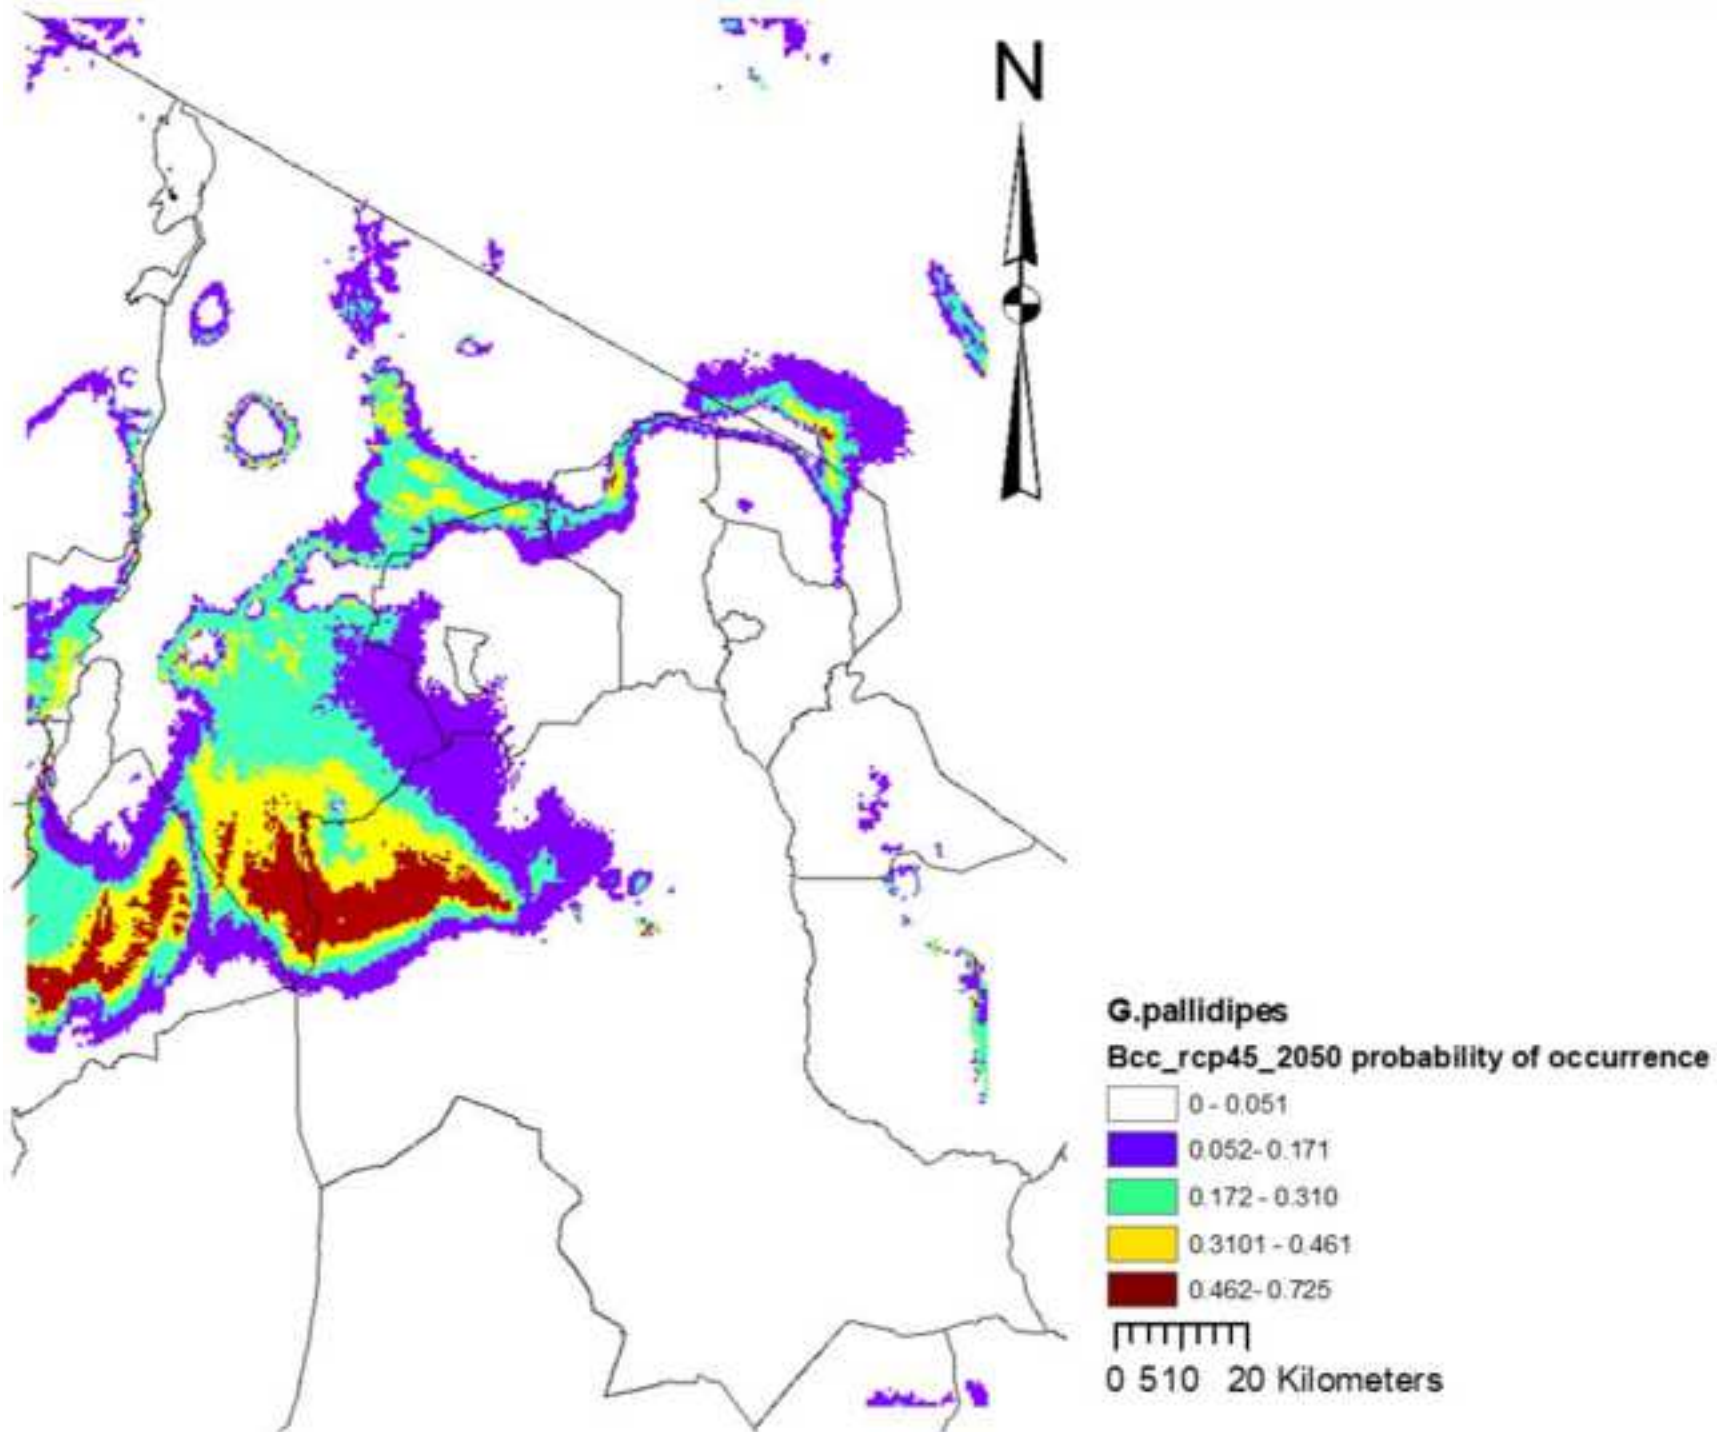 N
G.pallidipes
Bcc_rcp45_2050 probability of occurrence
0 - 0.051
0.052- 0.171
0.172 - 0.310
0.3101 - 0.461
0.462- 0.725
0 510 20 Kilometers